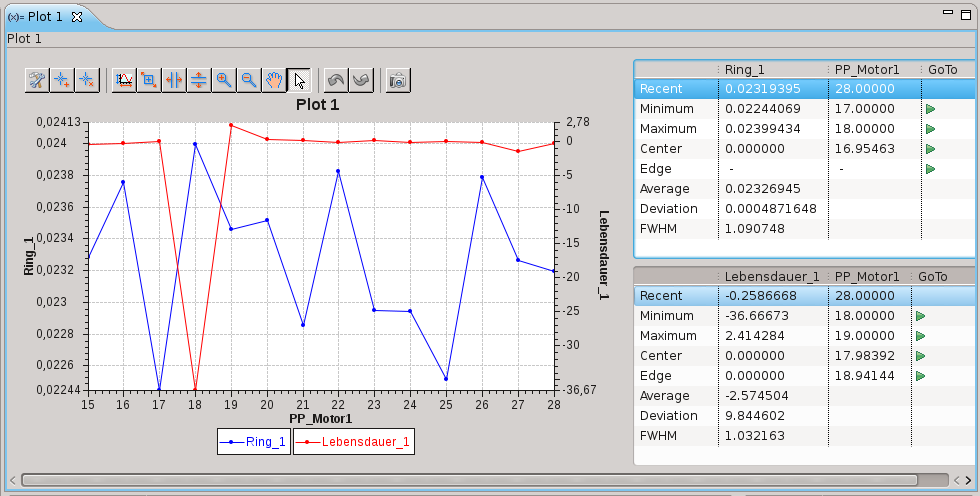 (x)= Plot 1
Plot 1
Plot 1
0,02413
0,024
0,0238
0,0236
0,0234
0,0232
0,023
0,0228
0,0226
0,02244
Ring_1
2,78
0
-5
-10
-15
-20
-25
-30
-36,67
Lebensdauer_1
15 16 17 18 19 20 21 22 23 24 25 26 27 28
PP_Motor1
Ring_1 Lebensdauer_1
Ring_1 PP_Motor1 GoTo
Recent 0.02319395 28.00000
Minimum 0.02244069 17.00000
Maximum 0.02399434 18.00000
Center 0.000000 16.95463
Edge - -
Average 0.02326945
Deviation 0.0004871648
FWHM 1.090748
Lebensdauer_1 PP_Motor1 GoTo
Recent -0.2586668 28.00000
Minimum -36.66673 18.00000
Maximum 2.414284 19.00000
Center 0.000000 17.98392
Edge 0.000000 18.94144
Average -2.574504
Deviation 9.844602
FWHM 1.032163